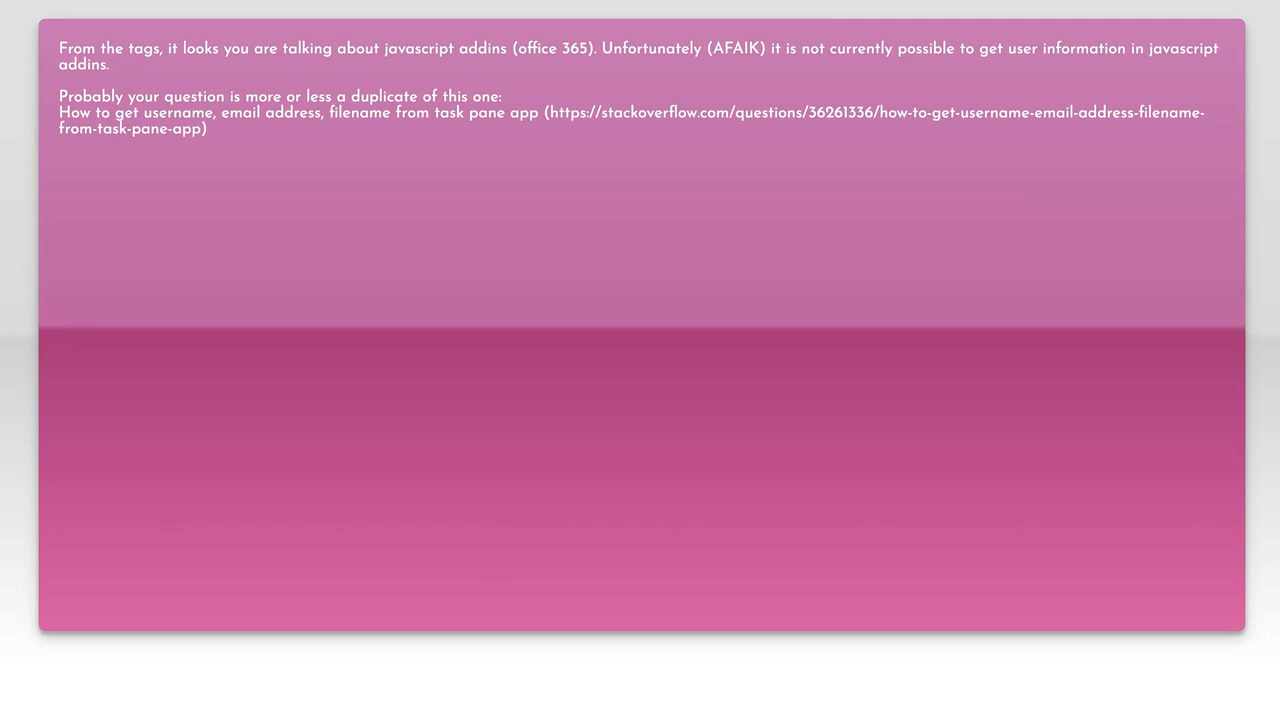 From the tags, it looks you are talking about javascript addins (office 365). Unfortunately (AFAIK) it is not currently possible to get user information in javascript
addins.
Probably your question is more or less a duplicate of this one:
How to get username, email address, filename from task pane app (https://stackoverflow.com/questions/36261336/how-to-get-username-email-address-filename-
from-task-pane-app)